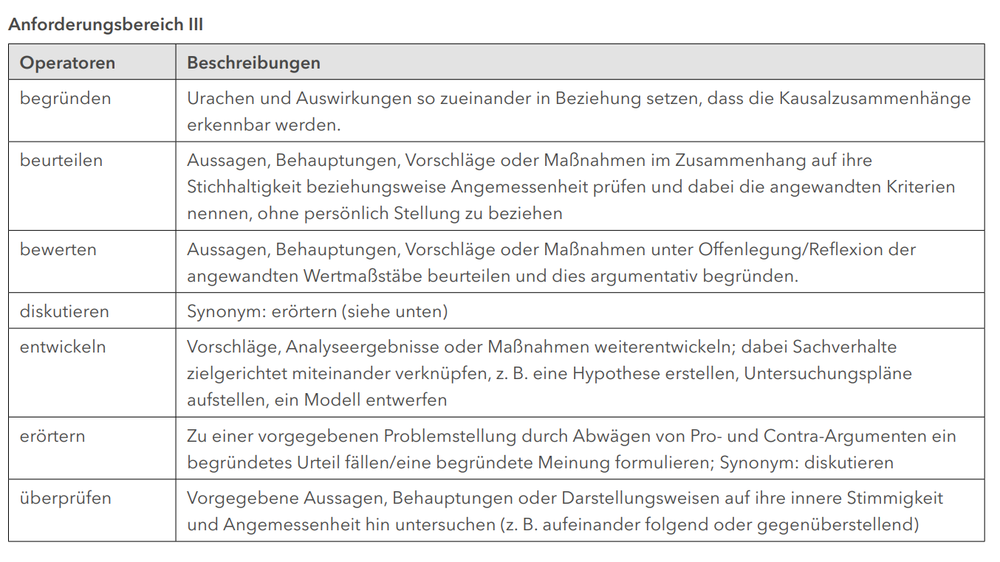 Anforderungsbereich III
Operatoren Beschreibungen
begründen Urachen und Auswirkungen so zueinander in Beziehung setzen, dass die Kausalzusammenhänge
erkennbar werden.
beurteilen Aussagen, Behauptungen, Vorschläge oder Maßnahmen im Zusammenhang auf ihre
Stichhaltigkeit beziehungsweise Angemessenheit prüfen und dabei die angewandten Kriterien
nennen, ohne persönlich Stellung zu beziehen
bewerten Aussagen, Behauptungen, Vorschläge oder Maßnahmen unter Offenlegung/Reflexion der
angewandten Wertmaßstäbe beurteilen und dies argumentativ begründen.
diskutieren Synonym: erörtern (siehe unten)
entwickeln Vorschläge, Analyseergebnisse oder Maßnahmen weiterentwickeln; dabei Sachverhalte
zielgerichtet miteinander verknüpfen, z. B. eine Hypothese erstellen, Untersuchungspläne
aufstellen, ein Modell entwerfen
erörtern Zu einer vorgegebenen Problemstellung durch Abwägen von Pro- und Contra-Argumenten ein
begründetes Urteil fällen/eine begründete Meinung formulieren; Synonym: diskutieren
überprüfen Vorgegebene Aussagen, Behauptungen oder Darstellungsweisen auf ihre innere Stimmigkeit
und Angemessenheit hin untersuchen (z. B. aufeinander folgend oder gegenüberstellend)